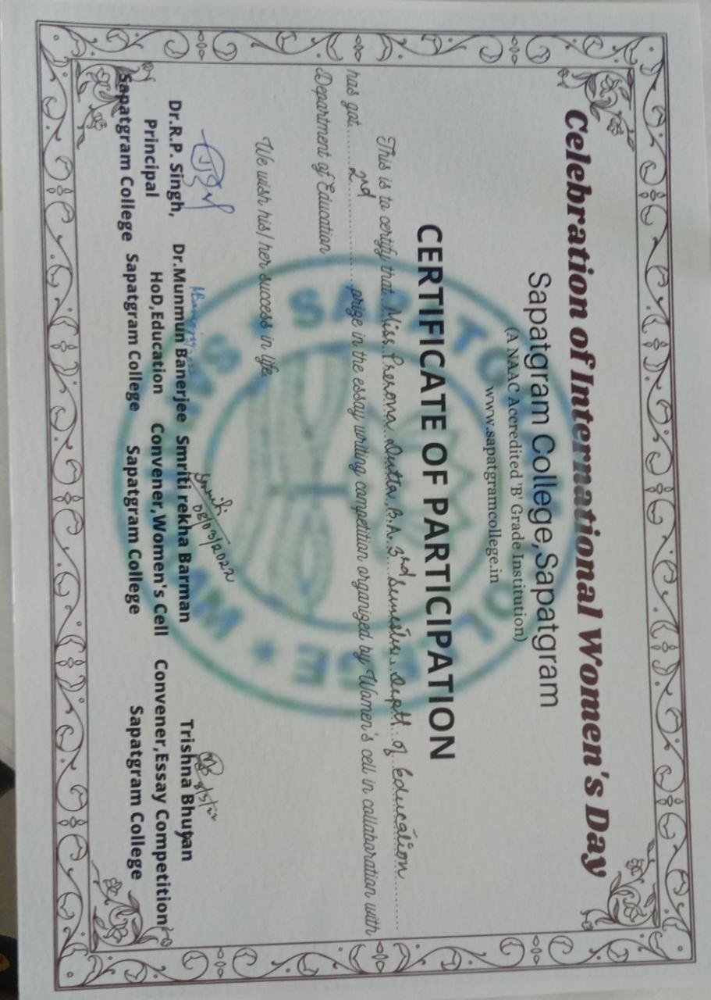 Celebration of International Women's Day
Sapatgram College,Sapatgram
(A NAAC Accredited 'B' Grade Institution)
www.sapatgramcollege.in
CERTIFICATE OF PARTICIPATION
This is to certify that Miss. Prerona Dutta, B.A. 3rd Semester, Deptt. of Education
has got 2nd prize in the essay writing competition organized by Women's cell in collaboration with
Department of Education
We wish his/her success in life
08/03/2022
8/3/22
Dr.R.P. Singh, Dr.Munmun Banerjee Smriti rekha Barman Trishna Bhuyan
Principal HoD,Education Convener,Women's Cell Convener,Essay Competition
Sapatgram College Sapatgram College Sapatgram College Sapatgram College